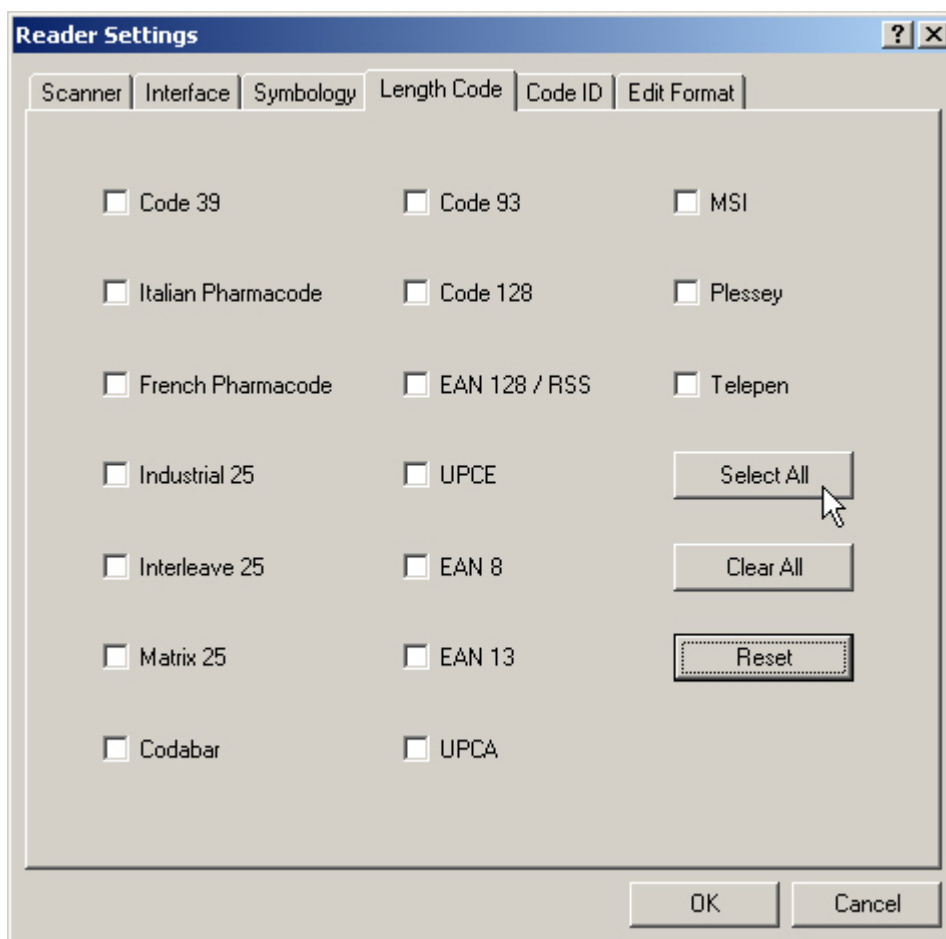 Reader Settings
Scanner Interface Symbology Length Code Code ID Edit Format
Code 39 Code 93 MSI
Italian Pharmacode Code 128 Plessey
French Pharmacode EAN 128 / RSS Telepen
Industrial 25 UPCE Select All
Interleave 25 EAN 8 Clear All
Matrix 25 EAN 13 Reset
Codabar UPCA
OK Cancel